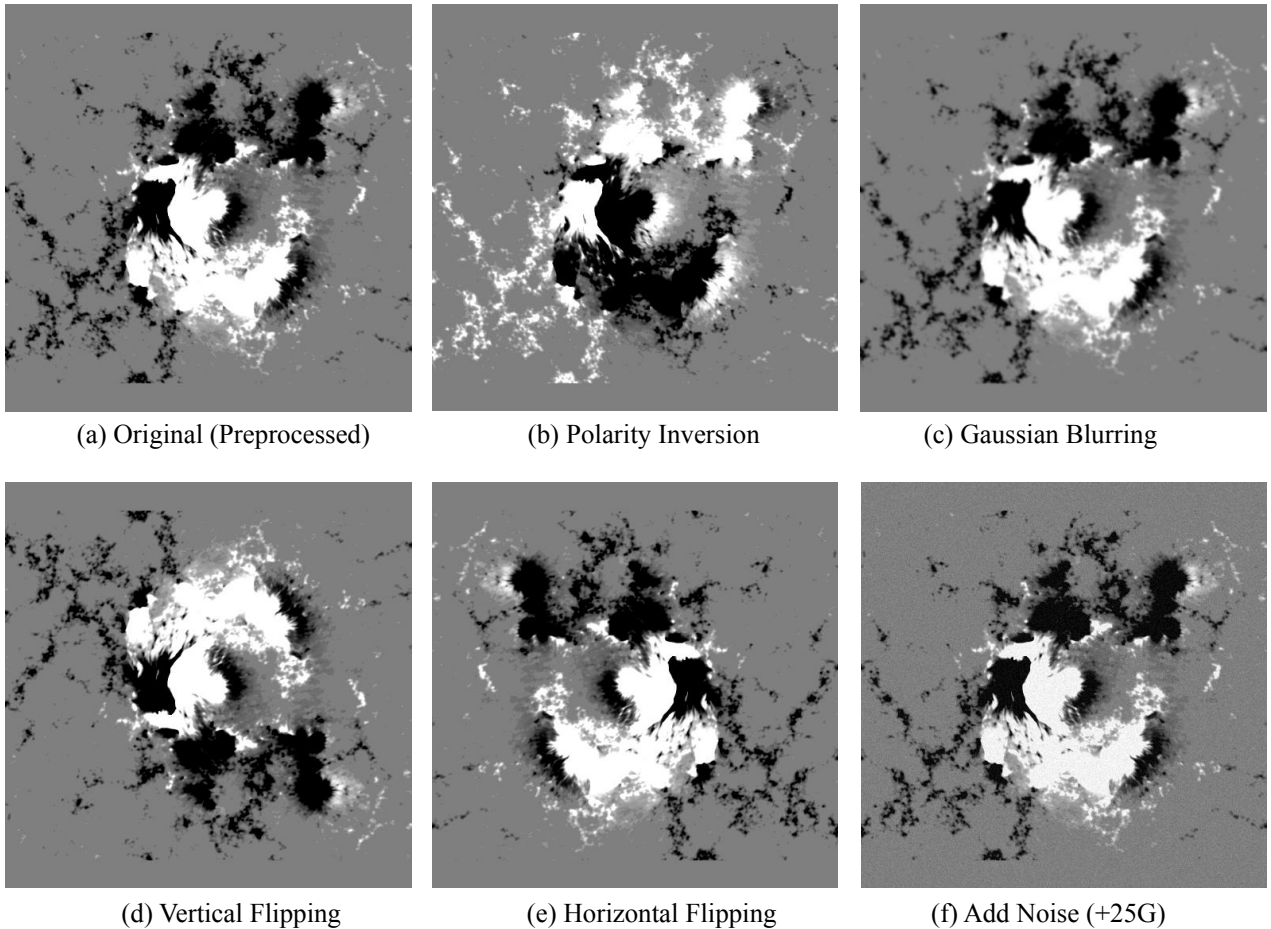 (a) Original (Preprocessed)
(b) Polarity Inversion
(c) Gaussian Blurring
(d) Vertical Flipping
(e) Horizontal Flipping
(f) Add Noise (+25G)